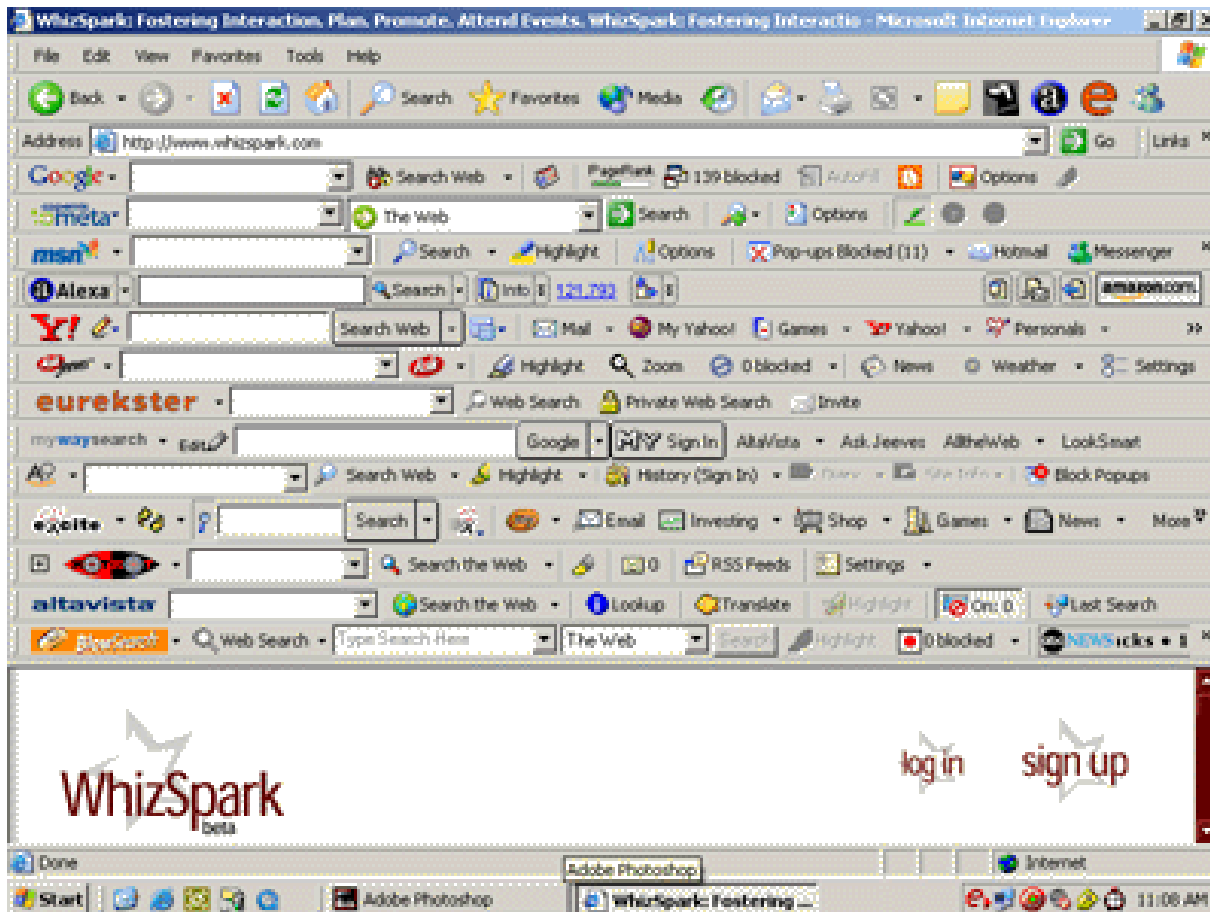 WhizSpark: Fostering Interaction, Plan, Promote, Attend Events. WhizSpark: Fostering Interactio - Microsoft Internet Explorer
File Edit View Favorites Tools Help
Back Search Favorites Media
Address http://www.whizspark.com Go Links
Google Search Web PageRank 139 blocked AutoFill Options
meta The Web Search Options
msn Search Highlight Options Pop-ups Blocked (11) Hotmail Messenger
Alexa Search Info 121,793 amazon.com.
Y! Search Web Mail My Yahoo! Games Yahoo! Personals
Highlight Zoom 0 blocked News Weather Settings
eurekster Web Search Private Web Search Invite
mywaysearch Edit Google Sign In AltaVista Ask Jeeves AlltheWeb LookSmart
Search Web Highlight History (Sign In) Diary Site Info Block Popups
excite Search Email Investing Shop Games News More
Search the Web 0 RSS Feeds Settings
altavista Search the Web Lookup Translate Highlight On: 0 Last Search
Web Search Type Search Here The Web Search Highlight 0 blocked NEWS
WhizSpark
beta
log in
sign up
Done Internet
Adobe Photoshop
Start Adobe Photoshop WhizSpark: Fostering ... 11:08 AM